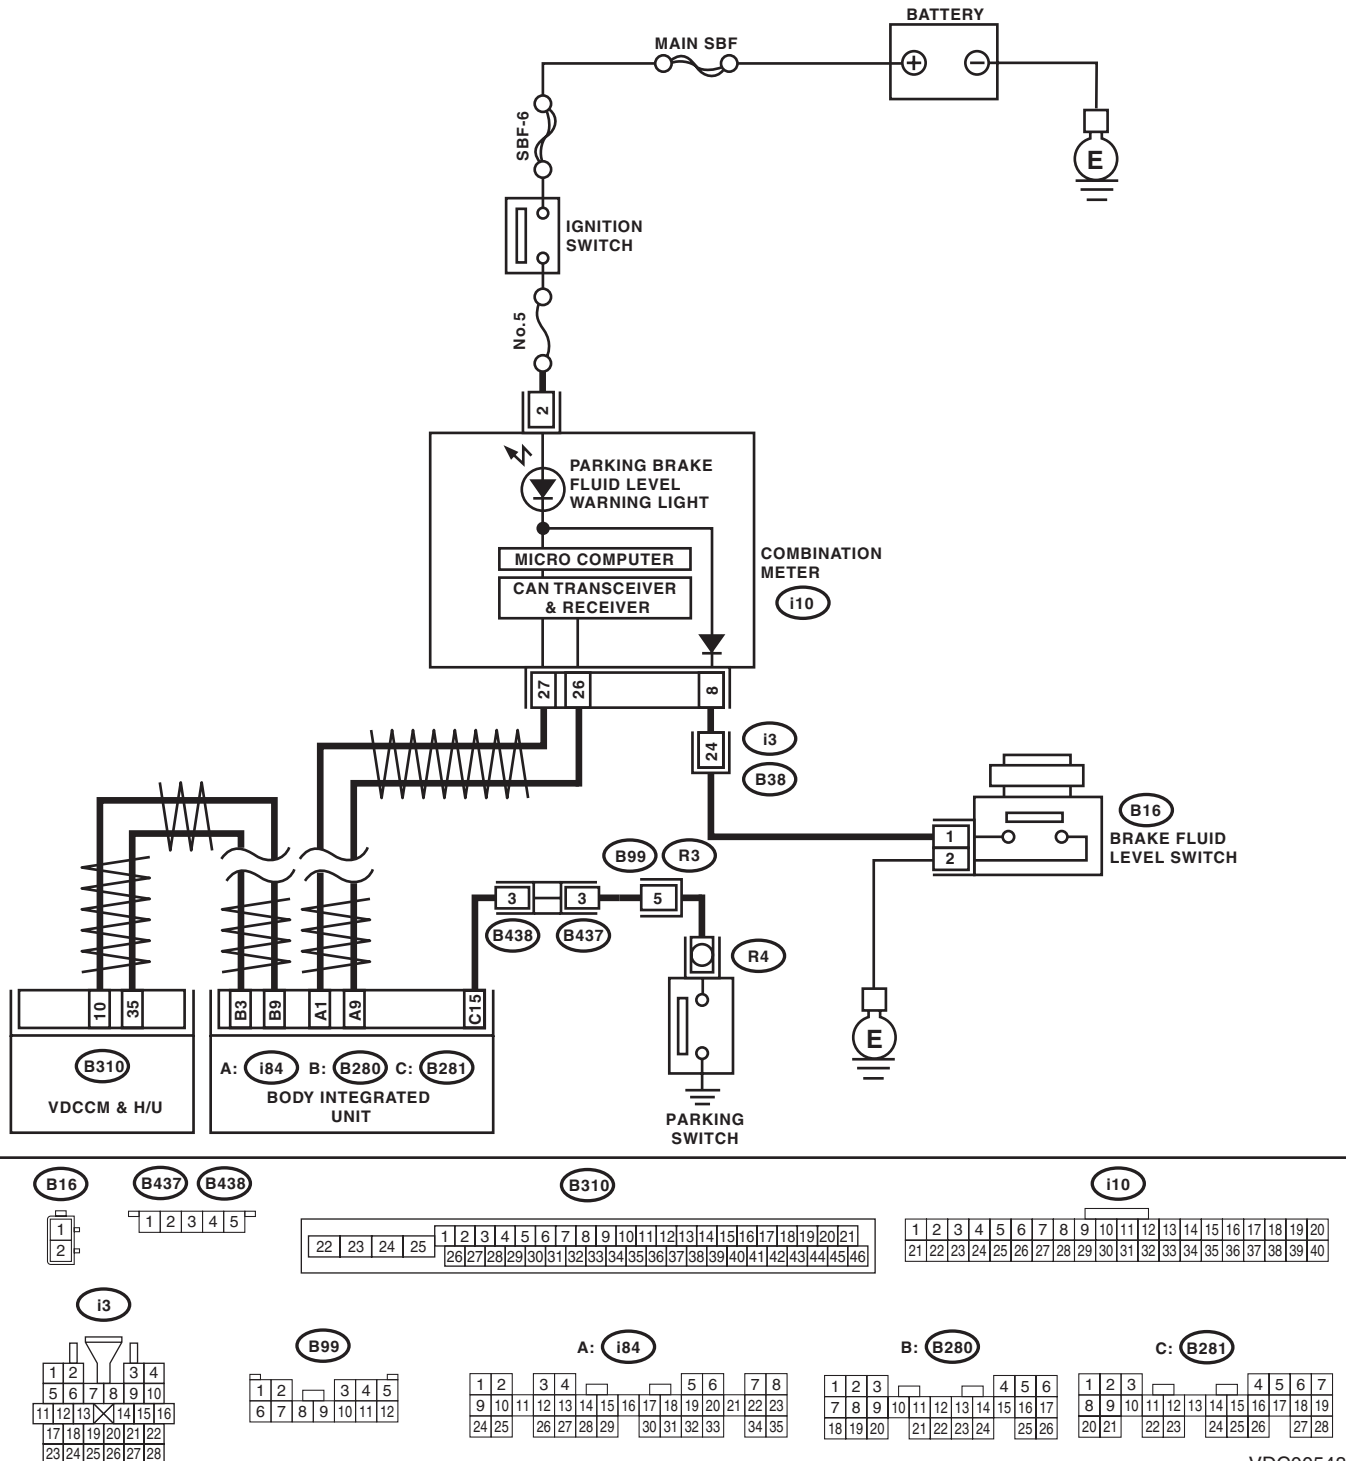 BATTERY
MAIN SBF
SBF-6
E
IGNITION
SWITCH
No.5
2
PARKING BRAKE
FLUID LEVEL
WARNING LIGHT
MICRO COMPUTER
CAN TRANSCEIVER
& RECEIVER
COMBINATION
METER
i10
27 26 8
24
i3
B38
B16
BRAKE FLUID
LEVEL SWITCH
1
2
B99 R3
3 3 5
B438 B437
R4
E
10 35 B3 B9 A1 A9 C15
B310
VDCCM & H/U
A: i84 B: B280 C: B281
BODY INTEGRATED
UNIT
PARKING
SWITCH
B16
1
2
B437 B438
1 2 3 4 5
B310
1 2 3 4 5 6 7 8 9 10 11 12 13 14 15 16 17 18 19 20 21
22 23 24 25
26 27 28 29 30 31 32 33 34 35 36 37 38 39 40 41 42 43 44 45 46
i10
1 2 3 4 5 6 7 8 9 10 11 12 13 14 15 16 17 18 19 20
21 22 23 24 25 26 27 28 29 30 31 32 33 34 35 36 37 38 39 40
i3
1 2 3 4
5 6 7 8 9 10
11 12 13 14 15 16
17 18 19 20 21 22
23 24 25 26 27 28
B99
1 2 3 4 5
6 7 8 9 10 11 12
A: i84
1 2 3 4 5 6 7 8
9 10 11 12 13 14 15 16 17 18 19 20 21 22 23
24 25 26 27 28 29 30 31 32 33 34 35
B: B280
1 2 3 4 5 6
7 8 9 10 11 12 13 14 15 16 17
18 19 20 21 22 23 24 25 26
C: B281
1 2 3 4 5 6 7
8 9 10 11 12 13 14 15 16 17 18 19
20 21 22 23 24 25 26 27 28